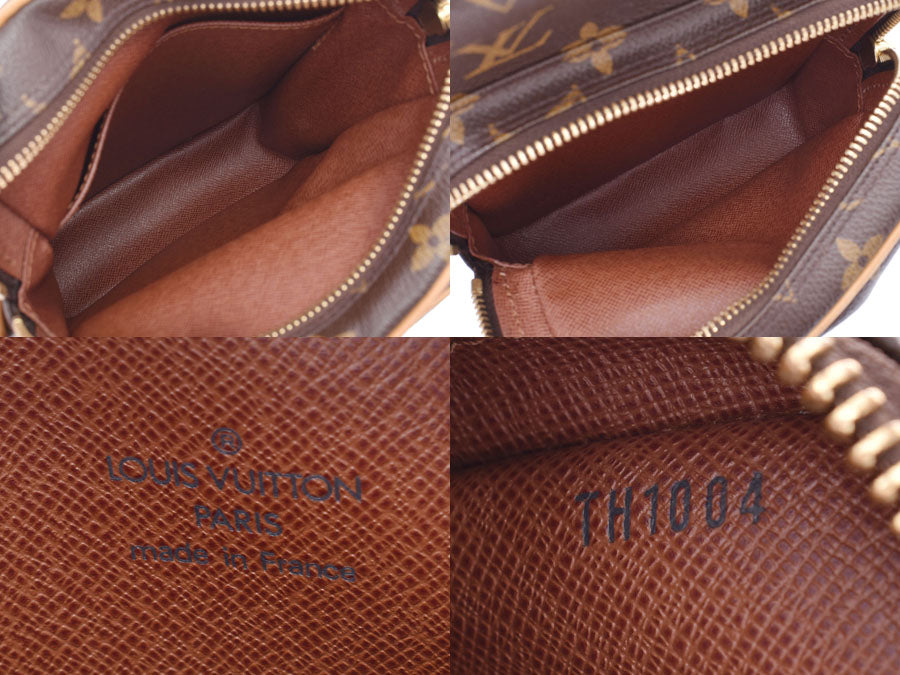 ®
LOUIS VUITTON
PARIS
made in France
TH1004